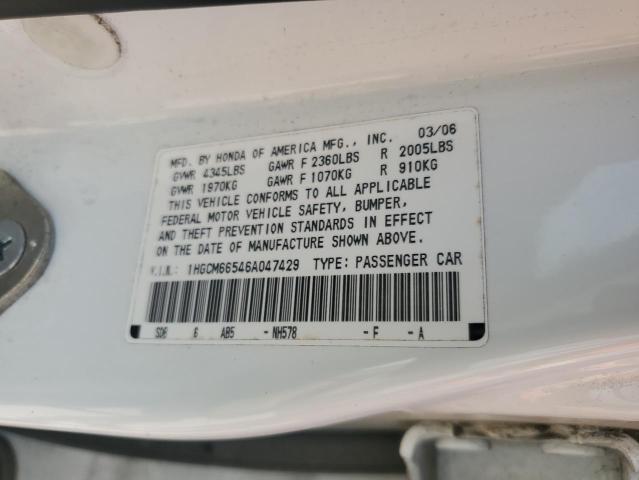 MFD. BY HONDA OF AMERICA MFG., INC. 03/06
GVWR 4345LBS GAWR F 2360LBS R 2005LBS
GVWR 1970KG GAWR F 1070KG R 910KG
THIS VEHICLE CONFORMS TO ALL APPLICABLE
FEDERAL MOTOR VEHICLE SAFETY, BUMPER,
AND THEFT PREVENTION STANDARDS IN EFFECT
ON THE DATE OF MANUFACTURE SHOWN ABOVE.
V.I.N.: 1HGCM66546A047429 TYPE: PASSENGER CAR
SDB 6 AB5 -NH578 -F -A